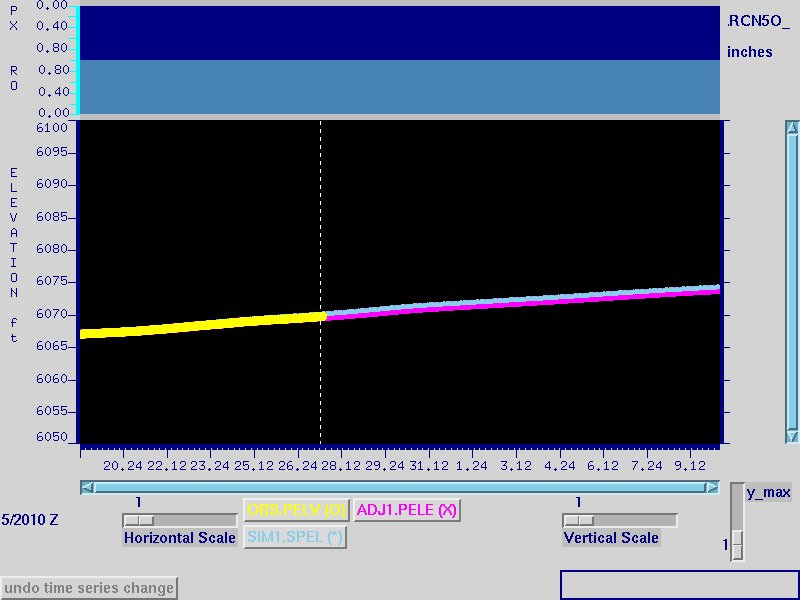 P
X
0.00
0.40
0.80
R
O
0.80
0.40
0.00
.RCN5O_
inches
ELEVATION ft
6100
6095
6090
6085
6080
6075
6070
6065
6060
6055
6050
20.24 22.12 23.24 25.12 26.24 28.12 29.24 31.12 1.24 3.12 4.24 6.12 7.24 9.12
5/2010 Z
1
Horizontal Scale
OBS.PELV (O)
ADJ1.PELE (X)
SIM1.SPEL (*)
1
Vertical Scale
y_max
1
undo time series change